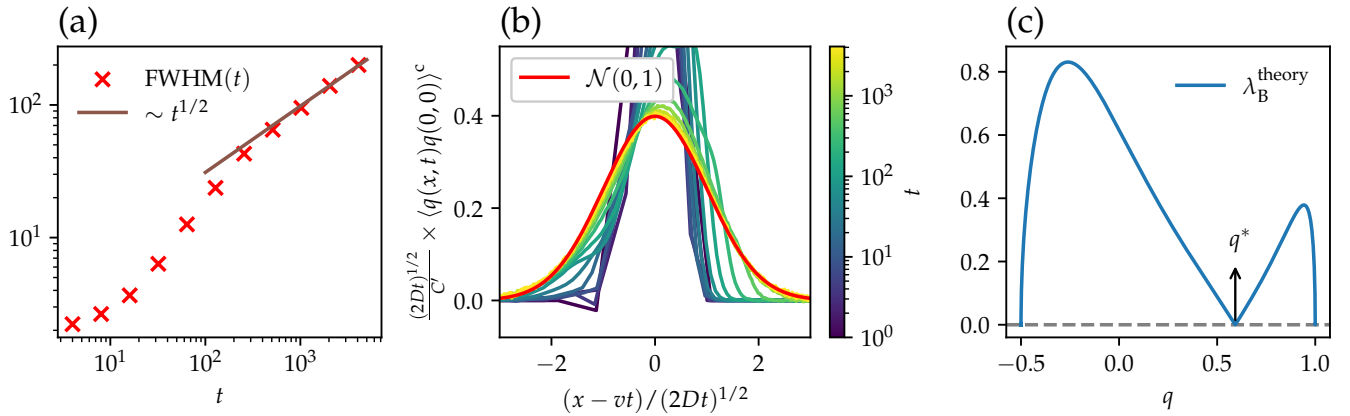 (a)
FWHM(t)
~ t^{1/2}
10^2
10^1
10^1
10^2
10^3
t
(b)
N(0, 1)
\frac{(2Dt)^{1/2}}{C'} × ⟨q(x, t)q(0, 0)⟩^c
0.4
0.2
0.0
−2
0
2
(x − vt)/(2Dt)^{1/2}
10^3
10^2
10^1
10^0
t
(c)
λ_B^{theory}
q*
0.8
0.6
0.4
0.2
0.0
−0.5
0.0
0.5
1.0
q